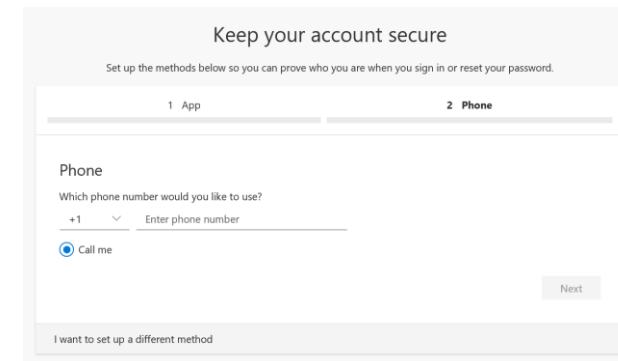 Keep your account secure
Set up the methods below so you can prove who you are when you sign in or reset your password.
1 App
2 Phone
Phone
Which phone number would you like to use?
+1 Enter phone number
Call me
Next
I want to set up a different method